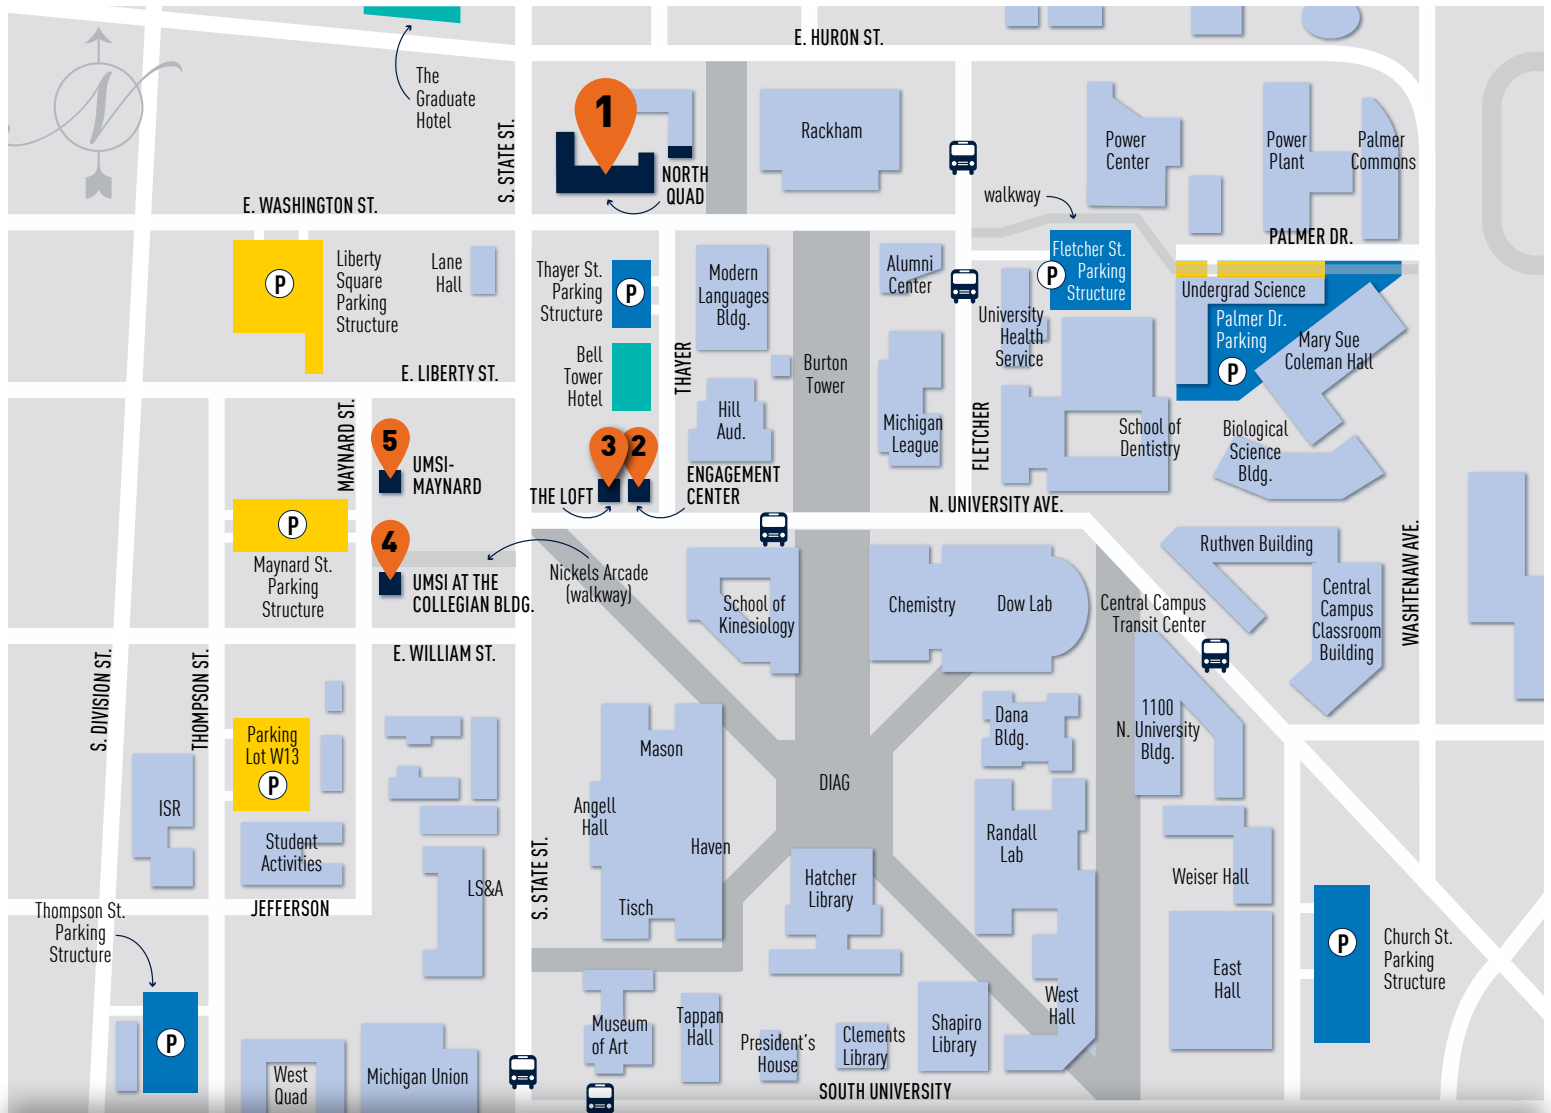 E. HURON ST.
The
Graduate
Hotel
N
S. STATE ST.
1
NORTH
QUAD
Rackham
Power
Center
Power
Plant
Palmer
Commons
walkway
E. WASHINGTON ST.
PALMER DR.
P
Liberty
Square
Parking
Structure
Lane
Hall
Thayer St.
Parking
Structure
P
Modern
Languages
Bldg.
Alumni
Center
Fletcher St.
Parking
Structure
P
Undergrad Science
University
Health
Service
Palmer Dr.
Parking
P
Mary Sue
Coleman Hall
Bell
Tower
Hotel
THAYER
Burton
Tower
E. LIBERTY ST.
MAYNARD ST.
Hill
Aud.
Michigan
League
FLETCHER
School of
Dentistry
Biological
Science
Bldg.
5
UMSI-
MAYNARD
3
2
THE LOFT
ENGAGEMENT
CENTER
N. UNIVERSITY AVE.
P
Maynard St.
Parking
Structure
4
UMSI AT THE
COLLEGIAN BLDG.
Nickels Arcade
(walkway)
School of
Kinesiology
Chemistry
Dow Lab
Central Campus
Transit Center
Ruthven Building
Central
Campus
Classroom
Building
WASHTENAW AVE.
E. WILLIAM ST.
S. DIVISION ST.
THOMPSON ST.
Parking
Lot W13
P
Mason
Dana
Bldg.
1100
N. University
Bldg.
DIAG
ISR
Angell
Hall
Haven
Student
Activities
Randall
Lab
S. STATE ST.
LS&A
Hatcher
Library
Weiser Hall
Tisch
JEFFERSON
Thompson St.
Parking
Structure
P
P
Church St.
Parking
Structure
East
Hall
West
Hall
Museum
of Art
Tappan
Hall
President's
House
Clements
Library
Shapiro
Library
West
Quad
Michigan Union
SOUTH UNIVERSITY